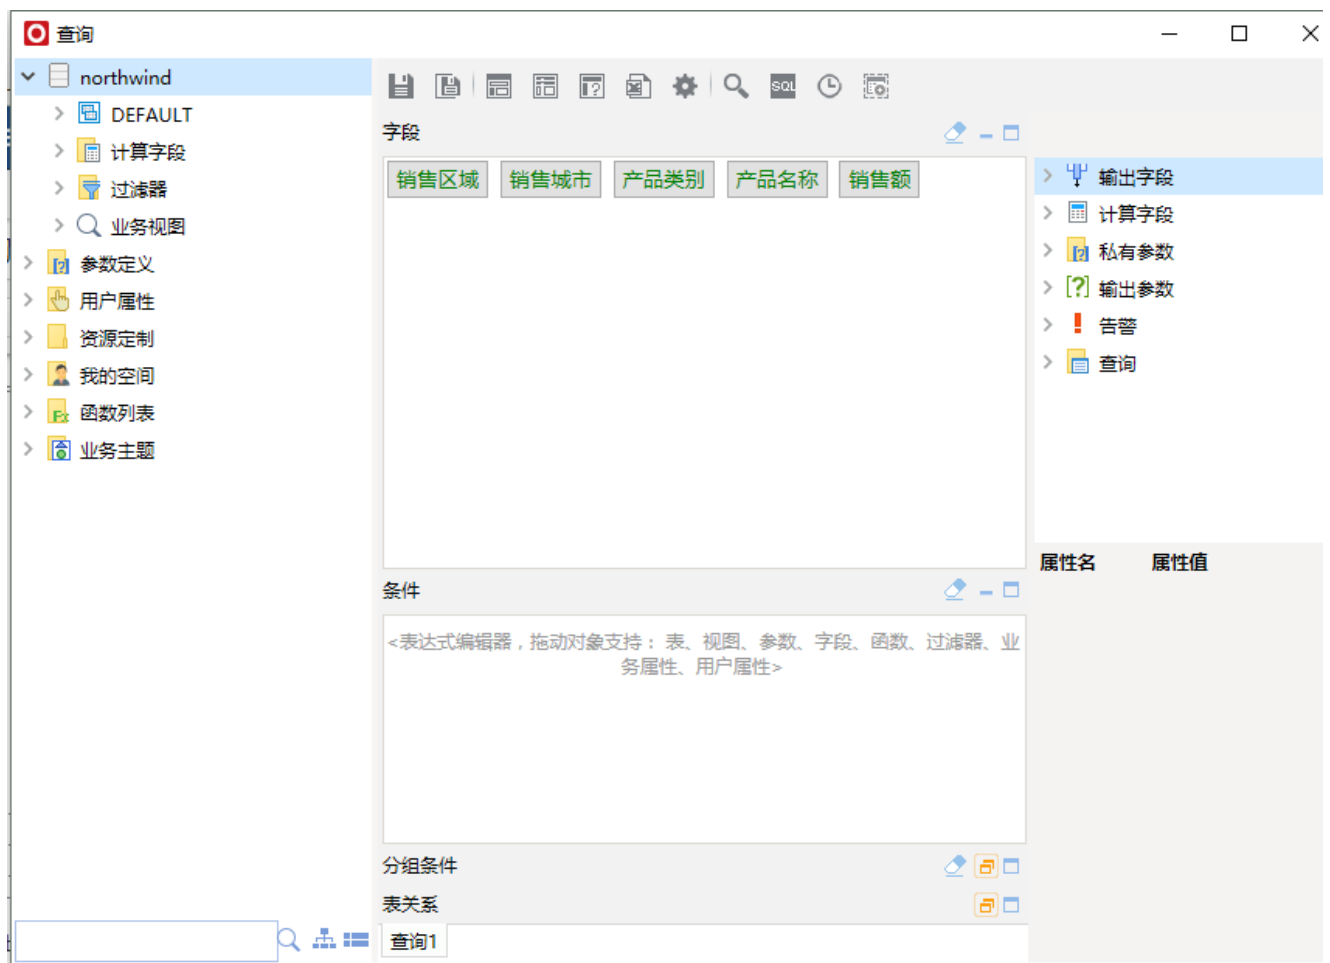 查询
northwind
DEFAULT
计算字段
过滤器
业务视图
参数定义
用户属性
资源定制
我的空间
函数列表
业务主题
SQL
字段
销售区域 销售城市 产品类别 产品名称 销售额
条件
<表达式编辑器，拖动对象支持： 表、视图、参数、字段、函数、过滤器、业
务属性、用户属性>
分组条件
表关系
查询1
输出字段
计算字段
私有参数
输出参数
告警
查询
属性名 属性值